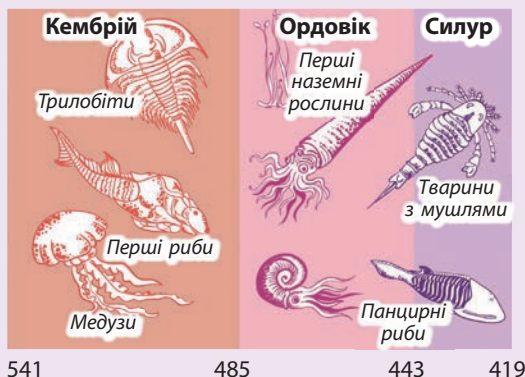 Кембрій
Ордовік
Силур
Трилобіти
Перші риби
Медузи
Перші
наземні
рослини
Тварини
з мушлями
Панцирні
риби
541 485 443 419